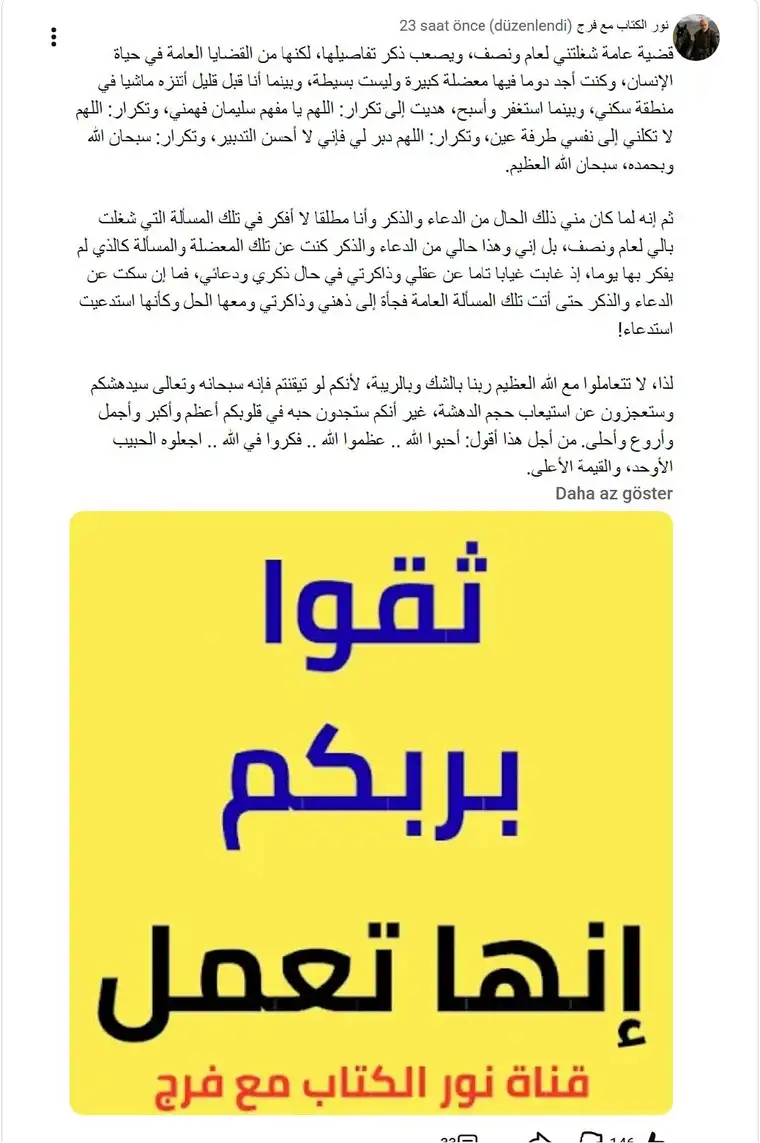 نور الكتاب مع فرج 23 saat önce (düzenlendi)
قضية عامة شغلتني لعام ونصف، ويصعب ذكر تفاصيلها، لكنها من القضايا العامة في حياة
الإنسان، وكنت أجد دوما فيها معضلة كبيرة وليست بسيطة، وبينما أنا قبل قليل أتنزه ماشيا في
منطقة سكني، وبينما استغفر وأسبح، هديت إلى تكرار: اللهم يا مفهم سليمان فهمني، وتكرار: اللهم
لا تكلني إلى نفسي طرفة عين، وتكرار: اللهم دبر لي فإني لا أحسن التدبير، وتكرار: سبحان الله
وبحمده، سبحان الله العظيم.
ثم إنه لما كان مني ذلك الحال من الدعاء والذكر وأنا مطلقا لا أفكر في تلك المسألة التي شغلت
بالي لعام ونصف، بل إني وهذا حالي من الدعاء والذكر كنت عن تلك المعضلة والمسألة كالذي لم
يفكر بها يوما، إذ غابت غيابا تاما عن عقلي وذاكرتي في حال ذكري ودعائي، فما إن سكت عن
الدعاء والذكر حتى أتت تلك المسألة العامة فجأة إلى ذهني وذاكرتي ومعها الحل وكأنها استدعيت
استدعاء!
لذا، لا تتعاملوا مع الله العظيم ربنا بالشك وبالريبة، لأنكم لو تيقنتم فإنه سبحانه وتعالى سيدهشكم
وستعجزون عن استيعاب حجم الدهشة، غير أنكم ستجدون حبه في قلوبكم أعظم وأكبر وأجمل
وأروع وأحلى. من أجل هذا أقول: أحبوا الله .. عظموا الله .. فكروا في الله .. اجعلوه الحبيب
الأوحد، والقيمة الأعلى.
Daha az göster
ثقوا
بربكم
إنها تعمل
قناة نور الكتاب مع فرج